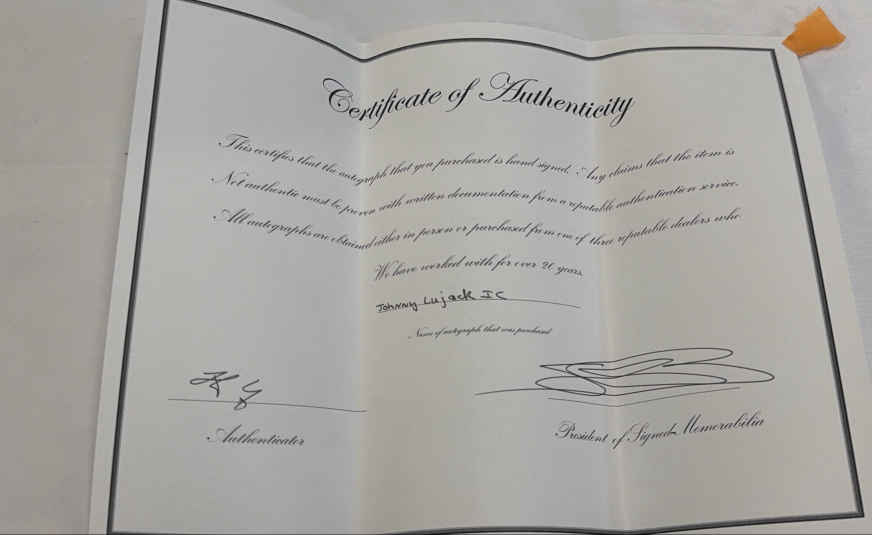 Certificate of Authenticity
This certifies that the autograph that you purchased is hand signed. Any claims that the item is
Not authentic must be proven with written documentation from a reputable authentication service.
All autographs are obtained either in person or purchased from one of three reputable dealers who
We have worked with for over 20 years.
Johnny Lujack IC
Name of autograph that was purchased
Authenticator
President of Signed Memorabilia